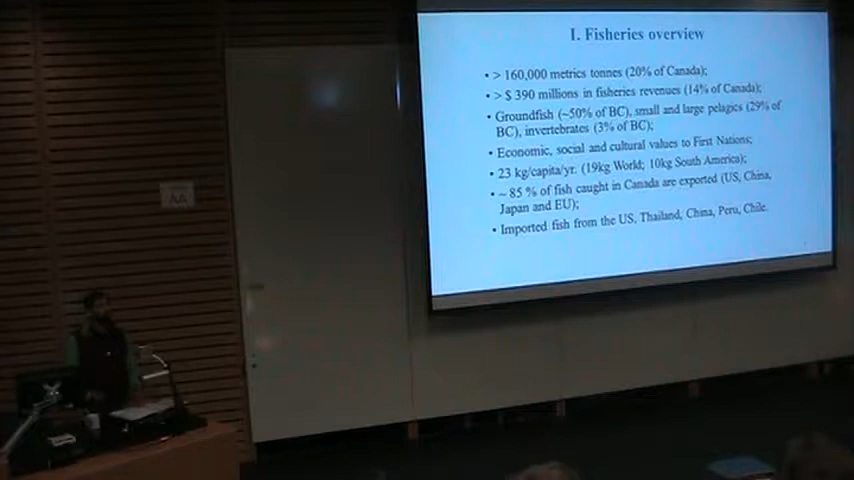 I. Fisheries overview
• > 160,000 metrics tonnes (20% of Canada);
• > $ 390 millions in fisheries revenues (14% of Canada);
• Groundfish (~50% of BC), small and large pelagics (29% of
BC), invertebrates (3% of BC);
• Economic, social and cultural values to First Nations;
• 23 kg/capita/yr. (19kg World; 10kg South America);
• ~ 85 % of fish caught in Canada are exported (US, China,
Japan and EU);
• Imported fish from the US, Thailand, China, Peru, Chile.